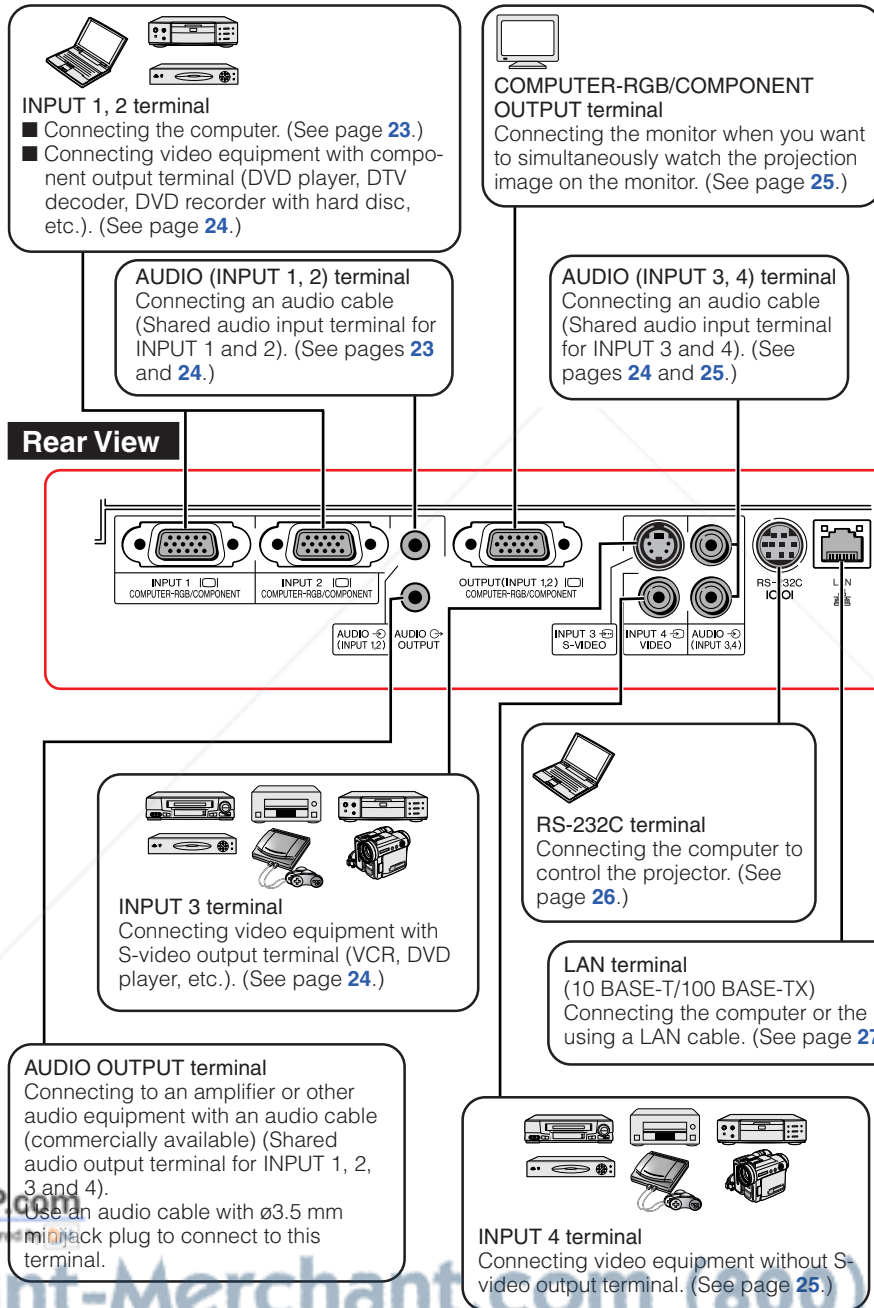 INPUT 1, 2 terminal
■ Connecting the computer. (See page 23.)
■ Connecting video equipment with compo-
nent output terminal (DVD player, DTV
decoder, DVD recorder with hard disc,
etc.). (See page 24.)
COMPUTER-RGB/COMPONENT
OUTPUT terminal
Connecting the monitor when you want
to simultaneously watch the projection
image on the monitor. (See page 25.)
AUDIO (INPUT 1, 2) terminal
Connecting an audio cable
(Shared audio input terminal for
INPUT 1 and 2). (See pages 23
and 24.)
AUDIO (INPUT 3, 4) terminal
Connecting an audio cable
(Shared audio input terminal
for INPUT 3 and 4). (See
pages 24 and 25.)
Rear View
INPUT 1
COMPUTER-RGB/COMPONENT
INPUT 2
COMPUTER-RGB/COMPONENT
AUDIO
(INPUT 1,2)
AUDIO
OUTPUT
OUTPUT(INPUT 1,2)
COMPUTER-RGB/COMPONENT
INPUT 3
S-VIDEO
INPUT 4
VIDEO
AUDIO
(INPUT 3,4)
RS-232C
LAN
RS-232C terminal
Connecting the computer to
control the projector. (See
page 26.)
INPUT 3 terminal
Connecting video equipment with
S-video output terminal (VCR, DVD
player, etc.). (See page 24.)
LAN terminal
(10 BASE-T/100 BASE-TX)
Connecting the computer or the
using a LAN cable. (See page 27
AUDIO OUTPUT terminal
Connecting to an amplifier or other
audio equipment with an audio cable
(commercially available) (Shared
audio output terminal for INPUT 1, 2,
3 and 4).
Use an audio cable with ø3.5 mm
minijack plug to connect to this
terminal.
INPUT 4 terminal
Connecting video equipment without S-
video output terminal. (See page 25.)
P.com
nt-Merchant.com